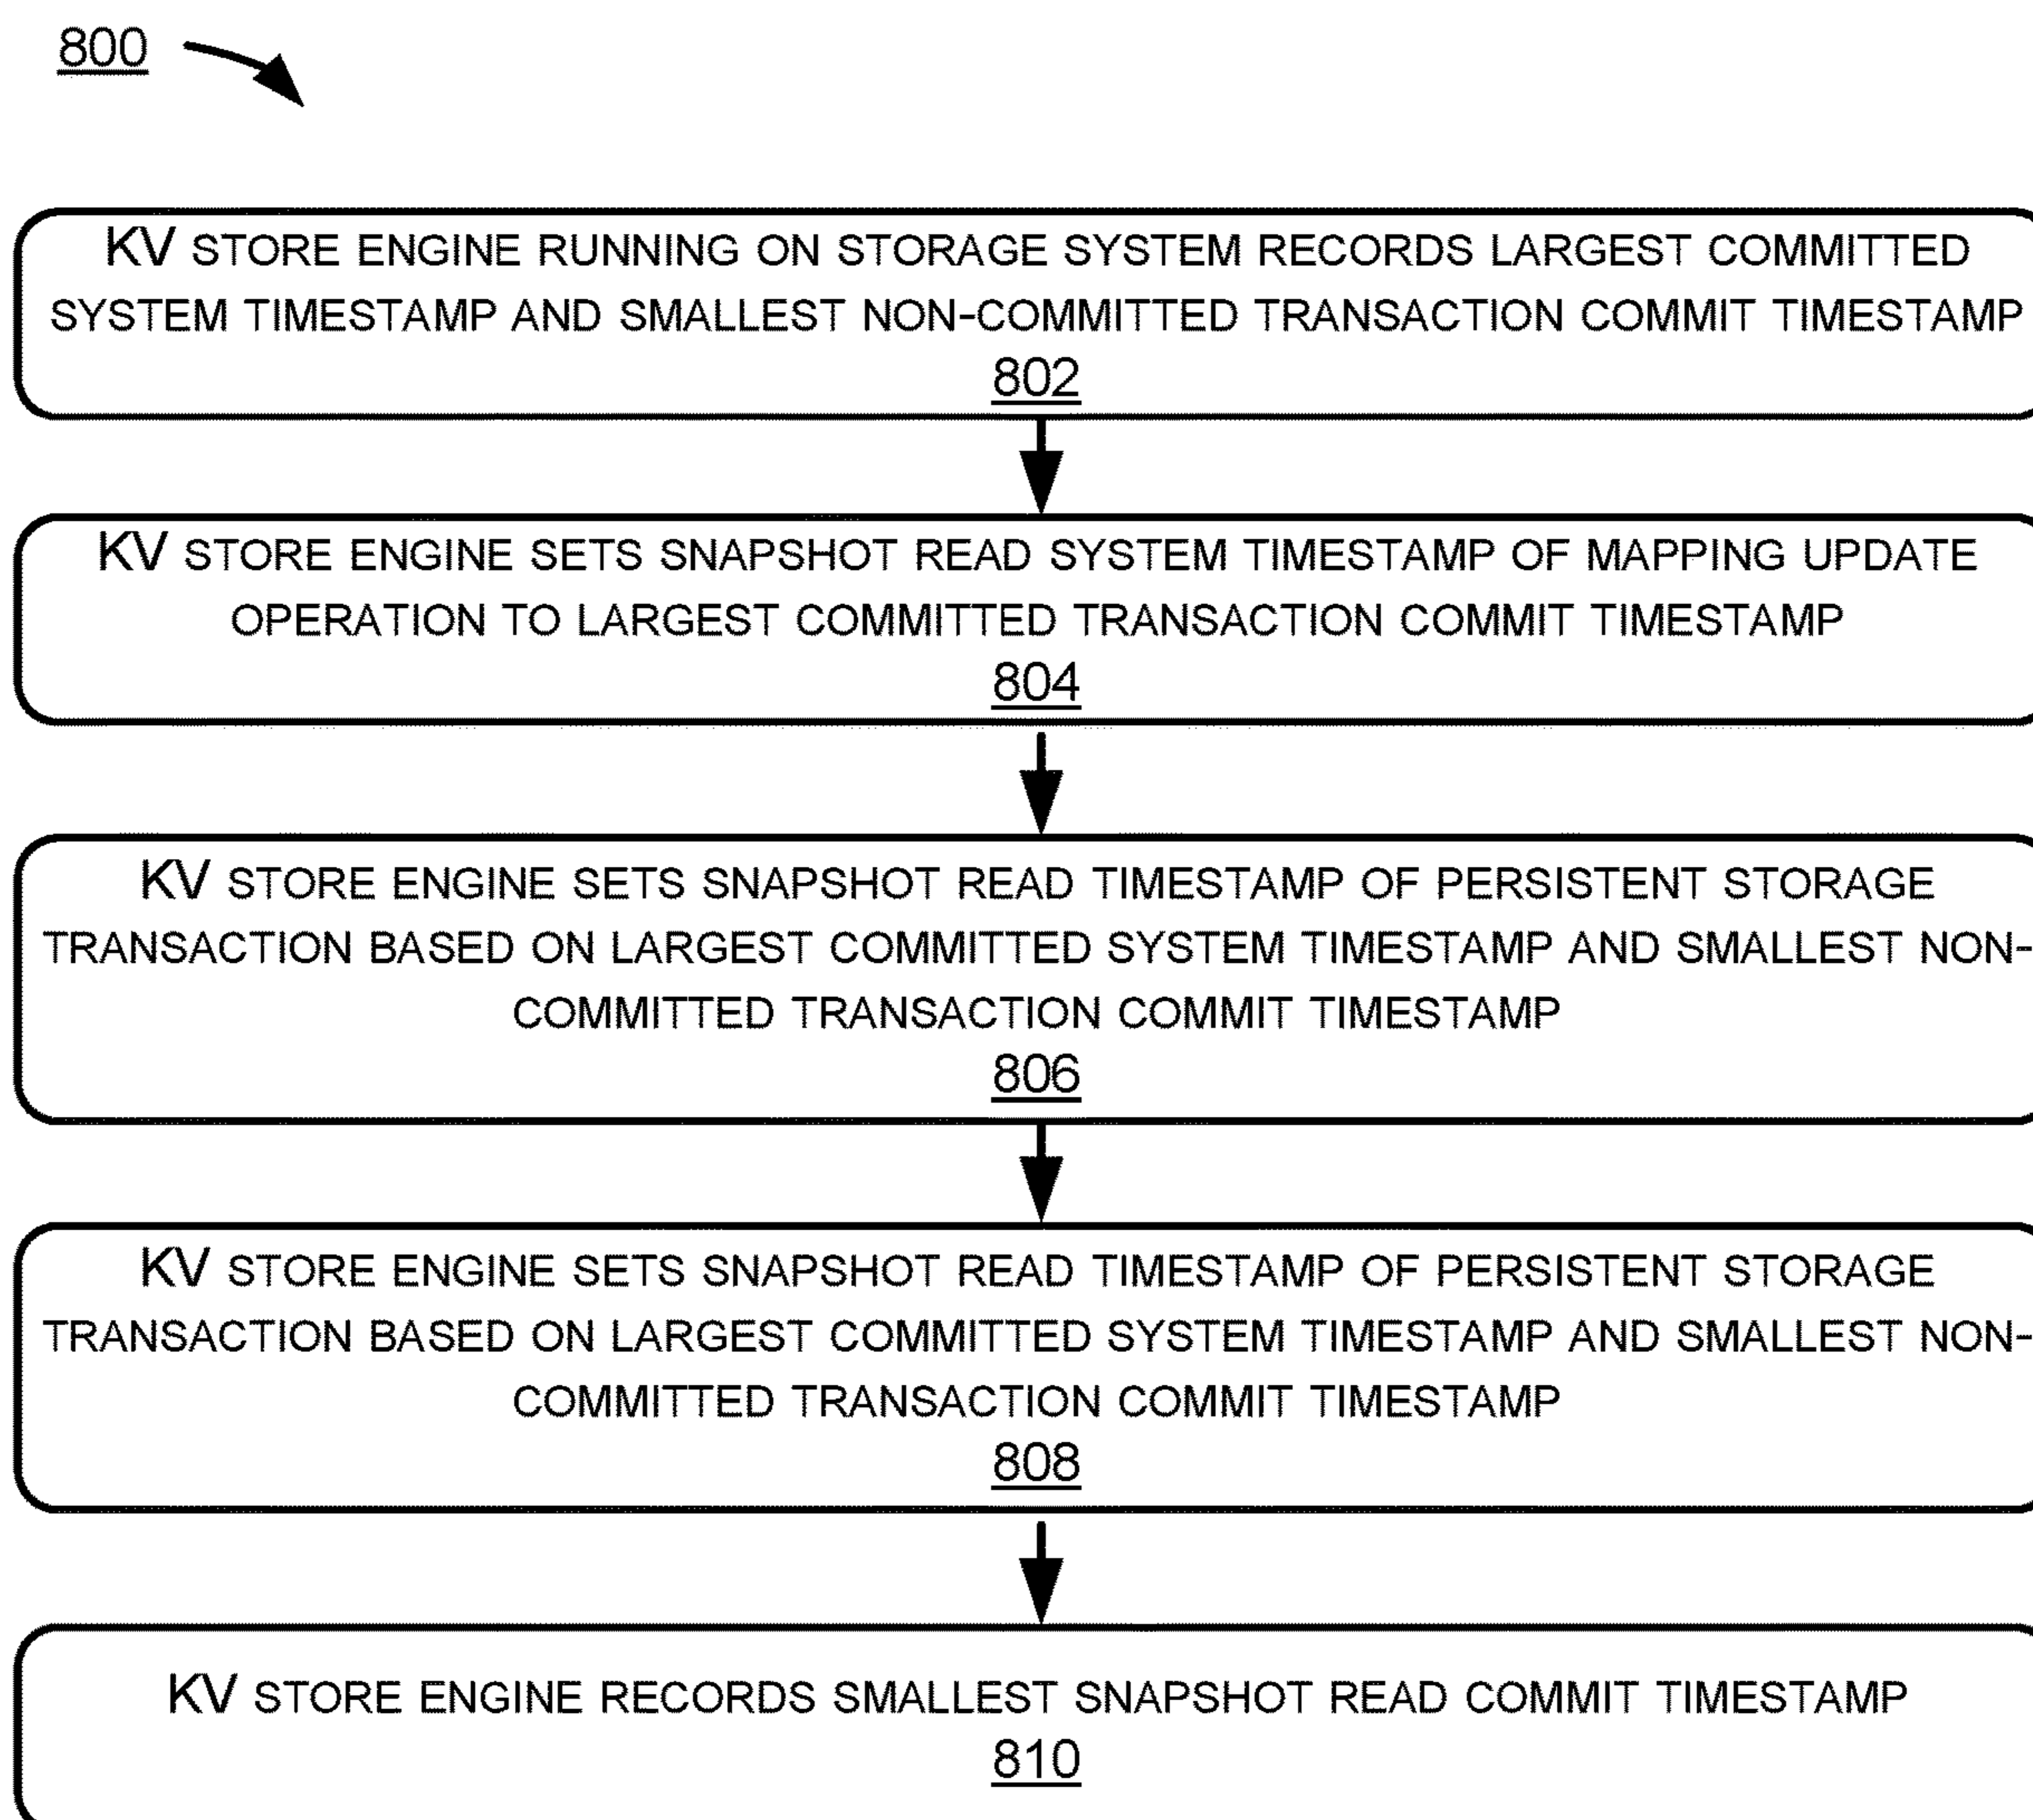 800
KV STORE ENGINE RUNNING ON STORAGE SYSTEM RECORDS LARGEST COMMITTED
SYSTEM TIMESTAMP AND SMALLEST NON-COMMITTED TRANSACTION COMMIT TIMESTAMP
802
KV STORE ENGINE SETS SNAPSHOT READ SYSTEM TIMESTAMP OF MAPPING UPDATE
OPERATION TO LARGEST COMMITTED TRANSACTION COMMIT TIMESTAMP
804
KV STORE ENGINE SETS SNAPSHOT READ TIMESTAMP OF PERSISTENT STORAGE
TRANSACTION BASED ON LARGEST COMMITTED SYSTEM TIMESTAMP AND SMALLEST NON-
COMMITTED TRANSACTION COMMIT TIMESTAMP
806
KV STORE ENGINE SETS SNAPSHOT READ TIMESTAMP OF PERSISTENT STORAGE
TRANSACTION BASED ON LARGEST COMMITTED SYSTEM TIMESTAMP AND SMALLEST NON-
COMMITTED TRANSACTION COMMIT TIMESTAMP
808
KV STORE ENGINE RECORDS SMALLEST SNAPSHOT READ COMMIT TIMESTAMP
810